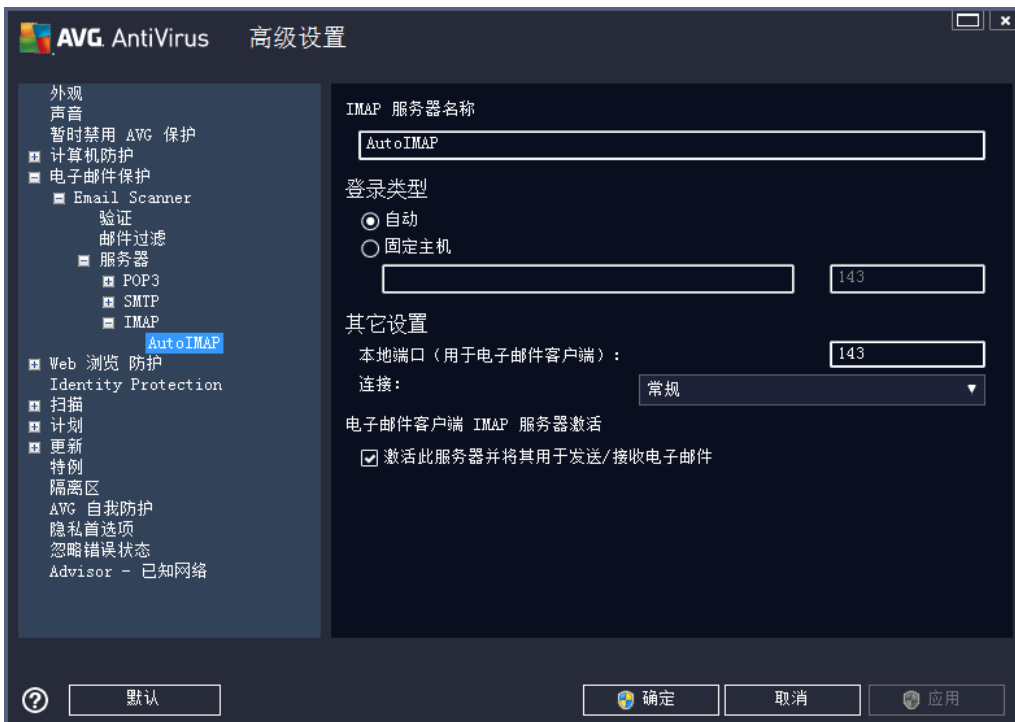 AVG AntiVirus 高级设置
外观
声音
暂时禁用 AVG 保护
计算机防护
电子邮件保护
Email Scanner
验证
邮件过滤
服务器
POP3
SMTP
IMAP
AutoIMAP
Web 浏览 防护
Identity Protection
扫描
计划
更新
特例
隔离区
AVG 自我防护
隐私首选项
忽略错误状态
Advisor - 已知网络
IMAP 服务器名称
AutoIMAP
登录类型
自动
固定主机
143
其它设置
本地端口（用于电子邮件客户端）: 143
连接: 常规
电子邮件客户端 IMAP 服务器激活
激活此服务器并将其用于发送/接收电子邮件
? 默认 确定 取消 应用